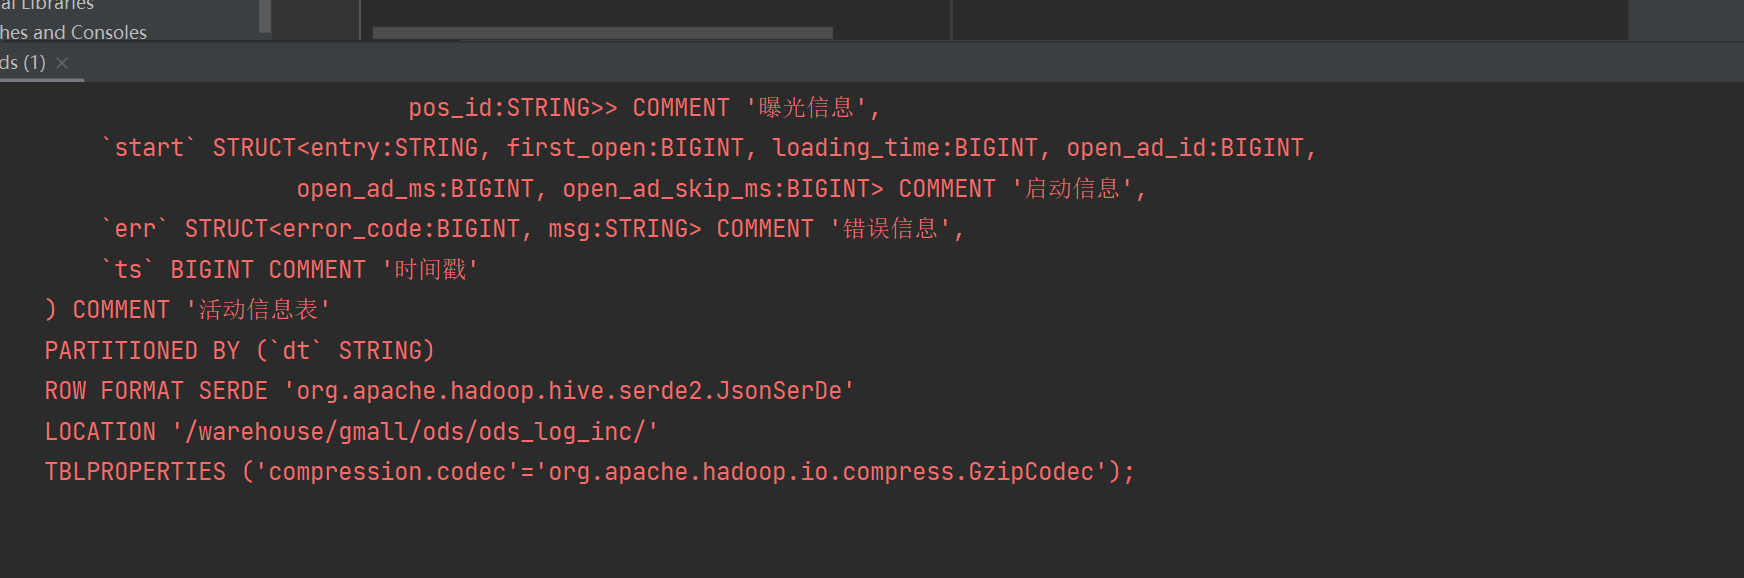 Libraries
and Consoles
(1)
pos_id:STRING>> COMMENT '曝光信息',
`start` STRUCT<entry:STRING, first_open:BIGINT, loading_time:BIGINT, open_ad_id:BIGINT,
open_ad_ms:BIGINT, open_ad_skip_ms:BIGINT> COMMENT '启动信息',
`err` STRUCT<error_code:BIGINT, msg:STRING> COMMENT '错误信息',
`ts` BIGINT COMMENT '时间戳'
) COMMENT '活动信息表'
PARTITIONED BY (`dt` STRING)
ROW FORMAT SERDE 'org.apache.hadoop.hive.serde2.JsonSerDe'
LOCATION '/warehouse/gmall/ods/ods_log_inc/'
TBLPROPERTIES ('compression.codec'='org.apache.hadoop.io.compress.GzipCodec');